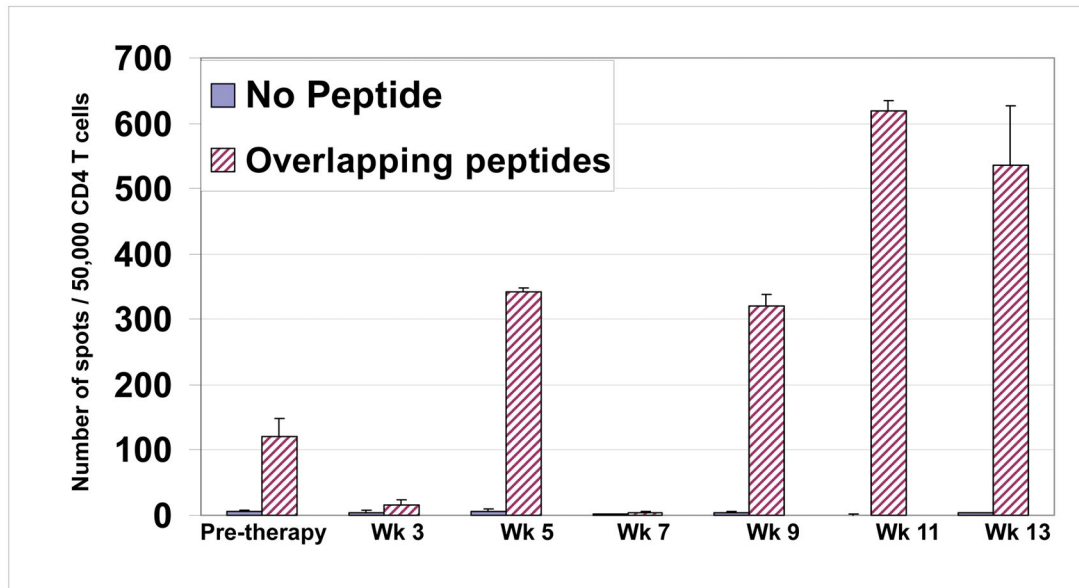 Number of spots / 50,000 CD4 T cells
700
600
500
400
300
200
100
0
No Peptide
Overlapping peptides
Pre-therapy Wk 3 Wk 5 Wk 7 Wk 9 Wk 11 Wk 13